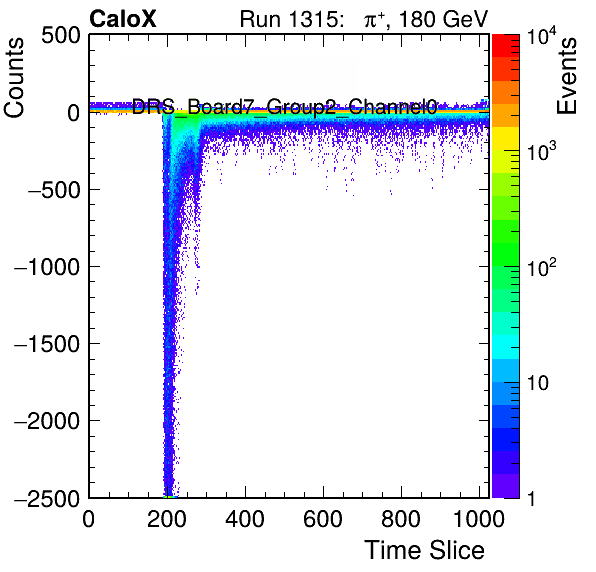 CaloX Run 1315: π⁺, 180 GeV
Counts
500
0
−500
−1000
−1500
−2000
−2500
DRS_Board7_Group2_Channel0
0 200 400 600 800 1000
Time Slice
Events
10⁴
10³
10²
10
1